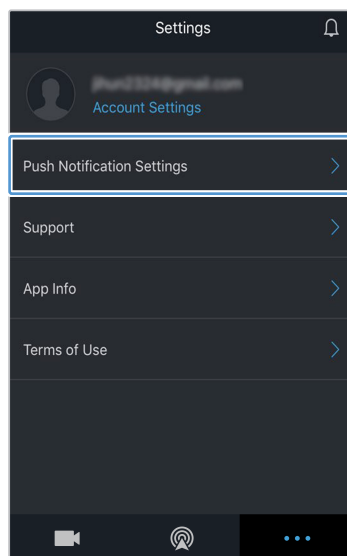 Settings
Account Settings
Push Notification Settings
Support
App Info
Terms of Use